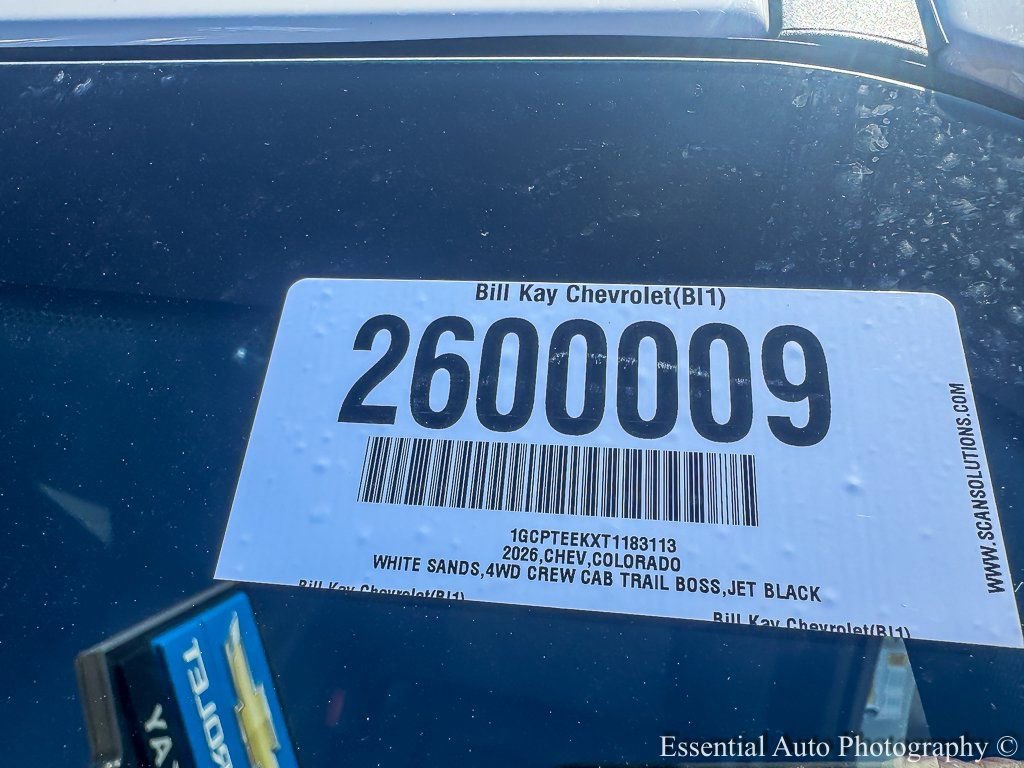 Bill Kay Chevrolet(BI1)
2600009
1GCPTEEKXT1183113
2026,CHEV,COLORADO
WHITE SANDS,4WD CREW CAB TRAIL BOSS,JET BLACK
Bill Kay Chevrolet(BI1)
Bill Kay Chevrolet(BI1)
WWW.SCANSOLUTIONS.COM
Essential Auto Photography ©